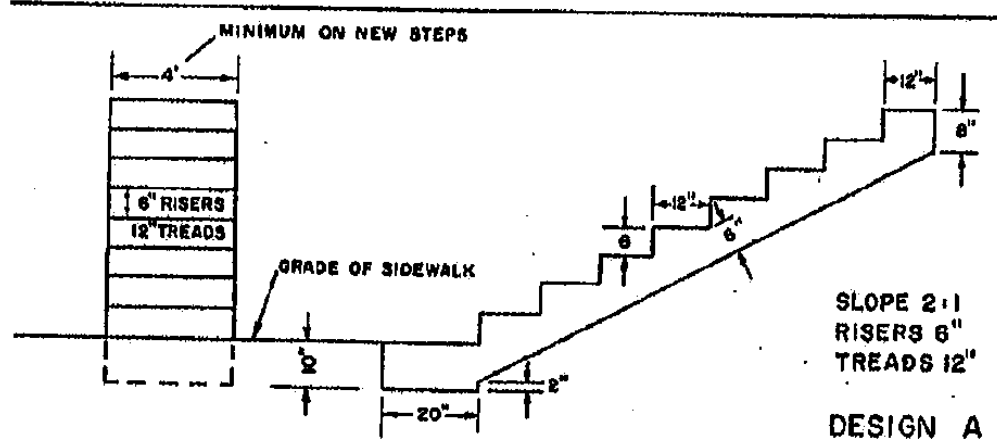 MINIMUM ON NEW STEPS
4'
12"
8"
6" RISERS
12" TREADS
12"
6"
6
GRADE OF SIDEWALK
10"
2"
20"
SLOPE 2:1
RISERS 6"
TREADS 12"
DESIGN A